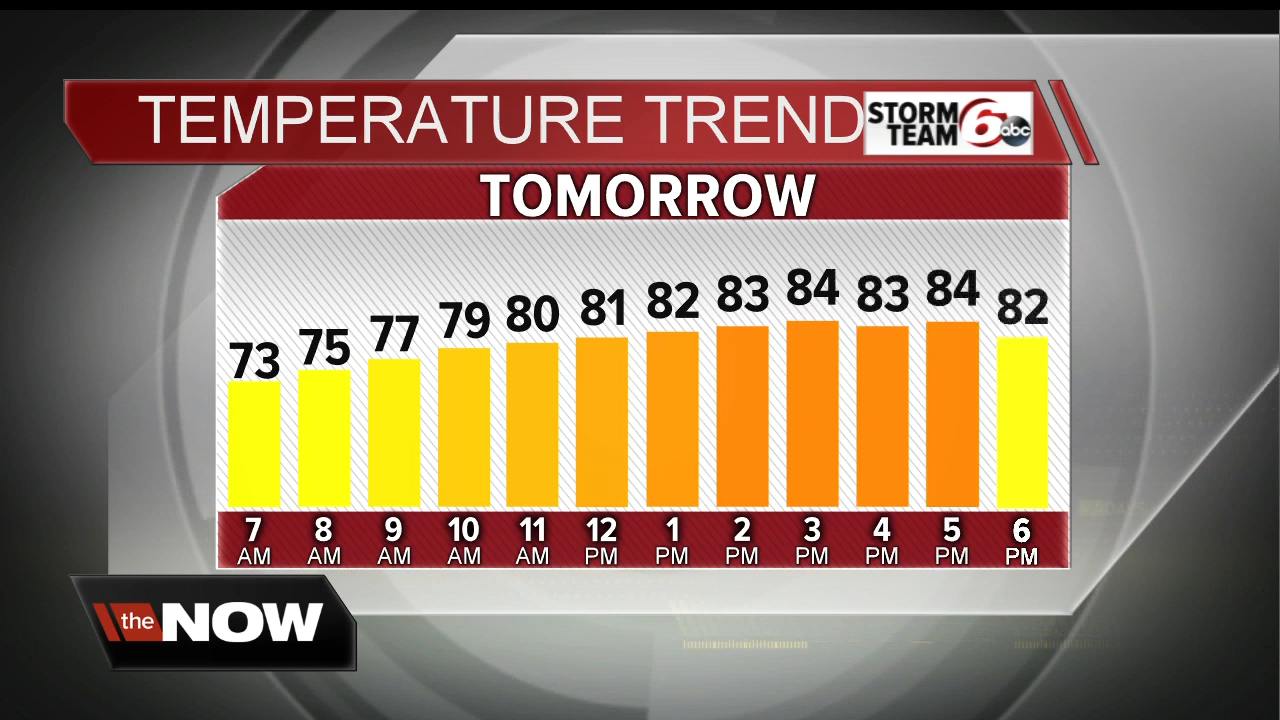 TEMPERATURE TREND
STORM
TEAM 6 abc
TOMORROW
73 75 77 79 80 81 82 83 84 83 84 82
7 8 9 10 11 12 1 2 3 4 5 6
AM AM AM AM AM PM PM PM PM PM PM PM
the NOW